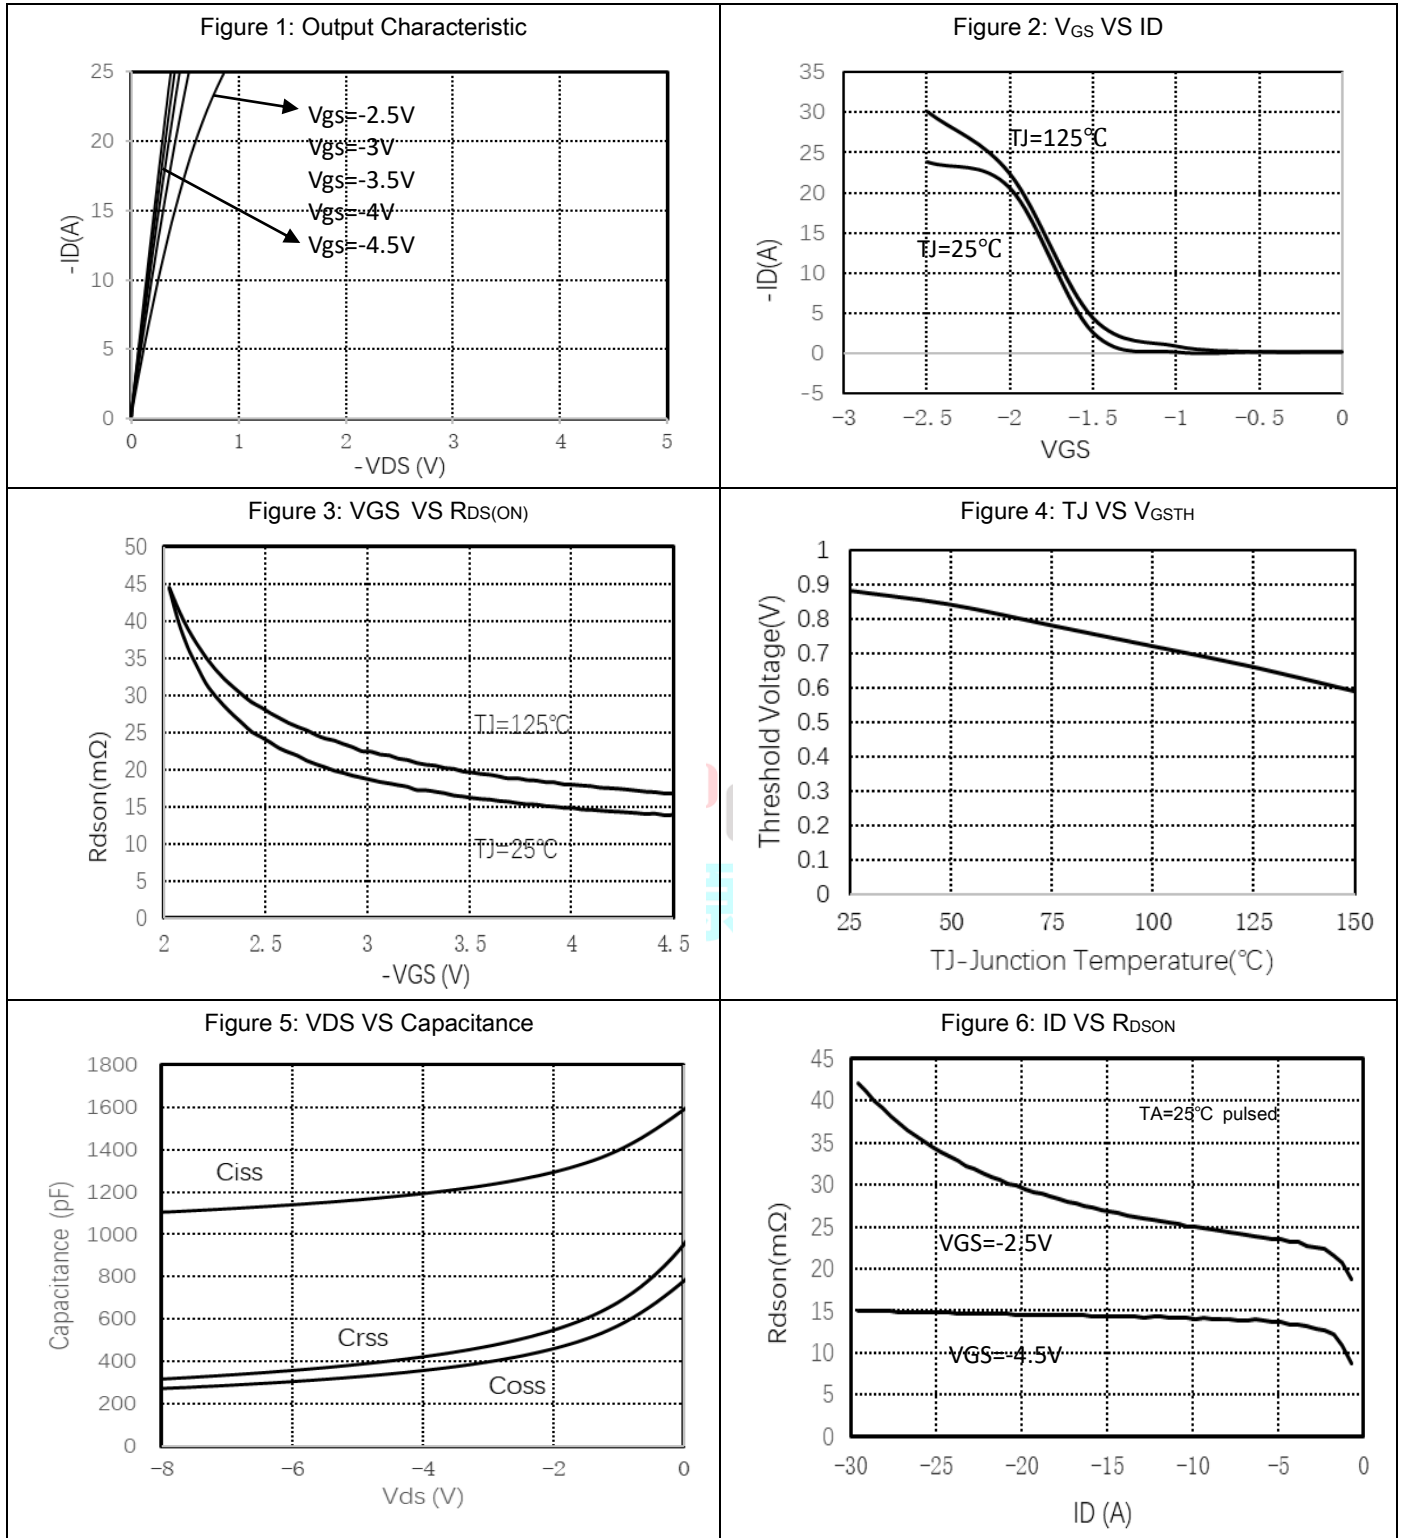 Figure 1: Output Characteristic
25
20
15
10
5
0
-ID(A)
Vgs=-2.5V
Vgs=-3V
Vgs=-3.5V
Vgs=-4V
Vgs=-4.5V
0 1 2 3 4 5
-VDS (V)
Figure 2: VGS VS ID
35
30
25
20
15
10
5
0
-5
-ID(A)
TJ=125℃
TJ=25℃
-3 -2.5 -2 -1.5 -1 -0.5 0
VGS
Figure 3: VGS VS RDS(ON)
50
45
40
35
30
25
20
15
10
5
0
Rdson(mΩ)
TJ=125℃
TJ=25℃
2 2.5 3 3.5 4 4.5
-VGS (V)
Figure 4: TJ VS VGSTH
1
0.9
0.8
0.7
0.6
0.5
0.4
0.3
0.2
0.1
0
Threshold Voltage(V)
25 50 75 100 125 150
TJ-Junction Temperature(℃)
Figure 5: VDS VS Capacitance
1800
1600
1400
1200
1000
800
600
400
200
0
Capacitance (pF)
Ciss
Crss
Coss
-8 -6 -4 -2 0
Vds (V)
Figure 6: ID VS RDSON
45
40
35
30
25
20
15
10
5
0
Rdson(mΩ)
TA=25℃ pulsed
VGS=-2.5V
VGS=-4.5V
-30 -25 -20 -15 -10 -5 0
ID (A)